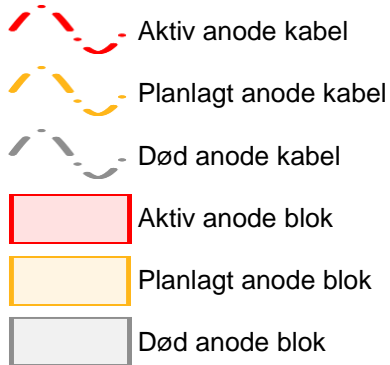 Aktiv anode kabel
Planlagt anode kabel
Død anode kabel
Aktiv anode blok
Planlagt anode blok
Død anode blok